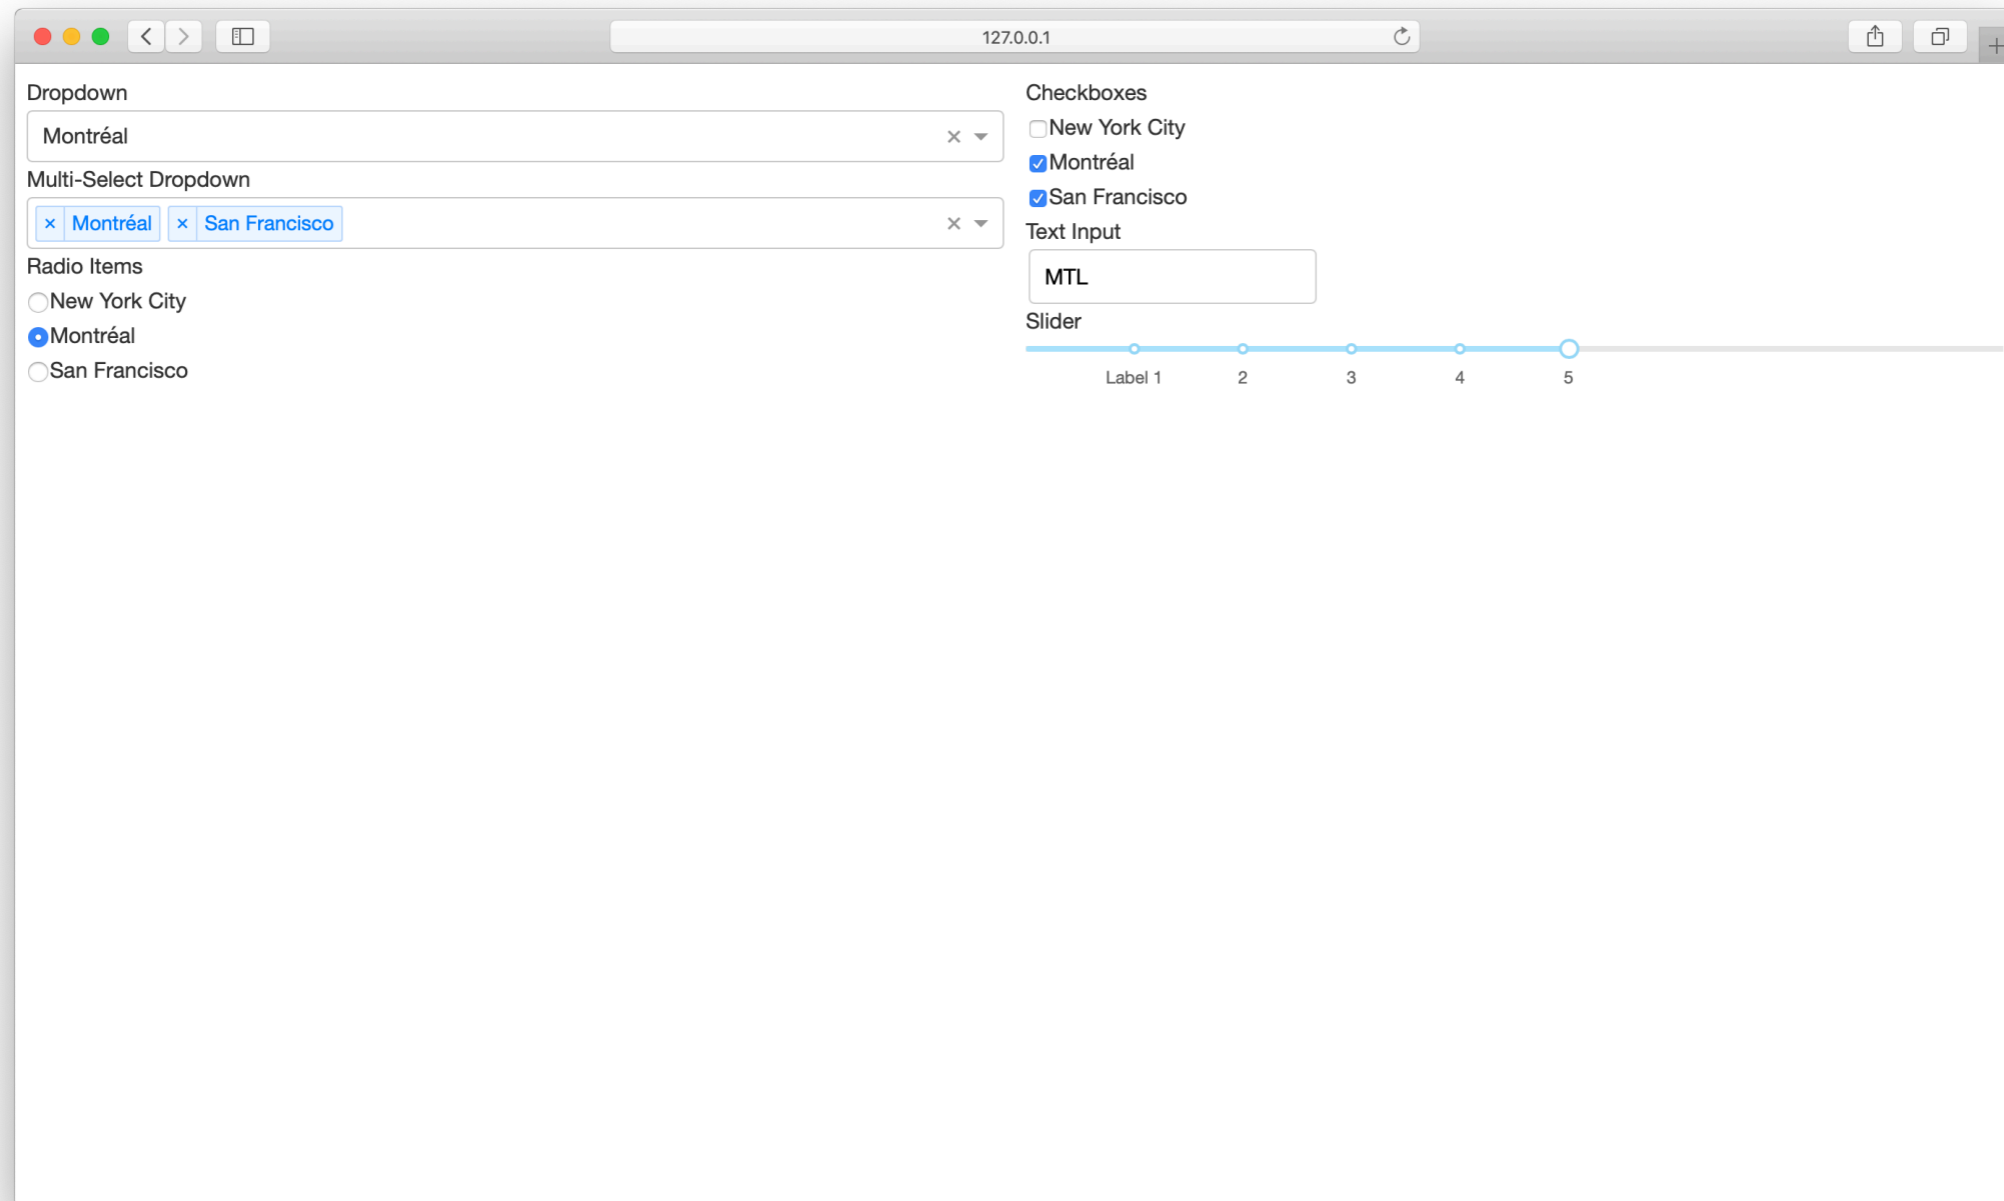 127.0.0.1
Dropdown
Montréal
Multi-Select Dropdown
× Montréal × San Francisco
Radio Items
New York City
Montréal
San Francisco
Checkboxes
New York City
Montréal
San Francisco
Text Input
MTL
Slider
Label 1 2 3 4 5